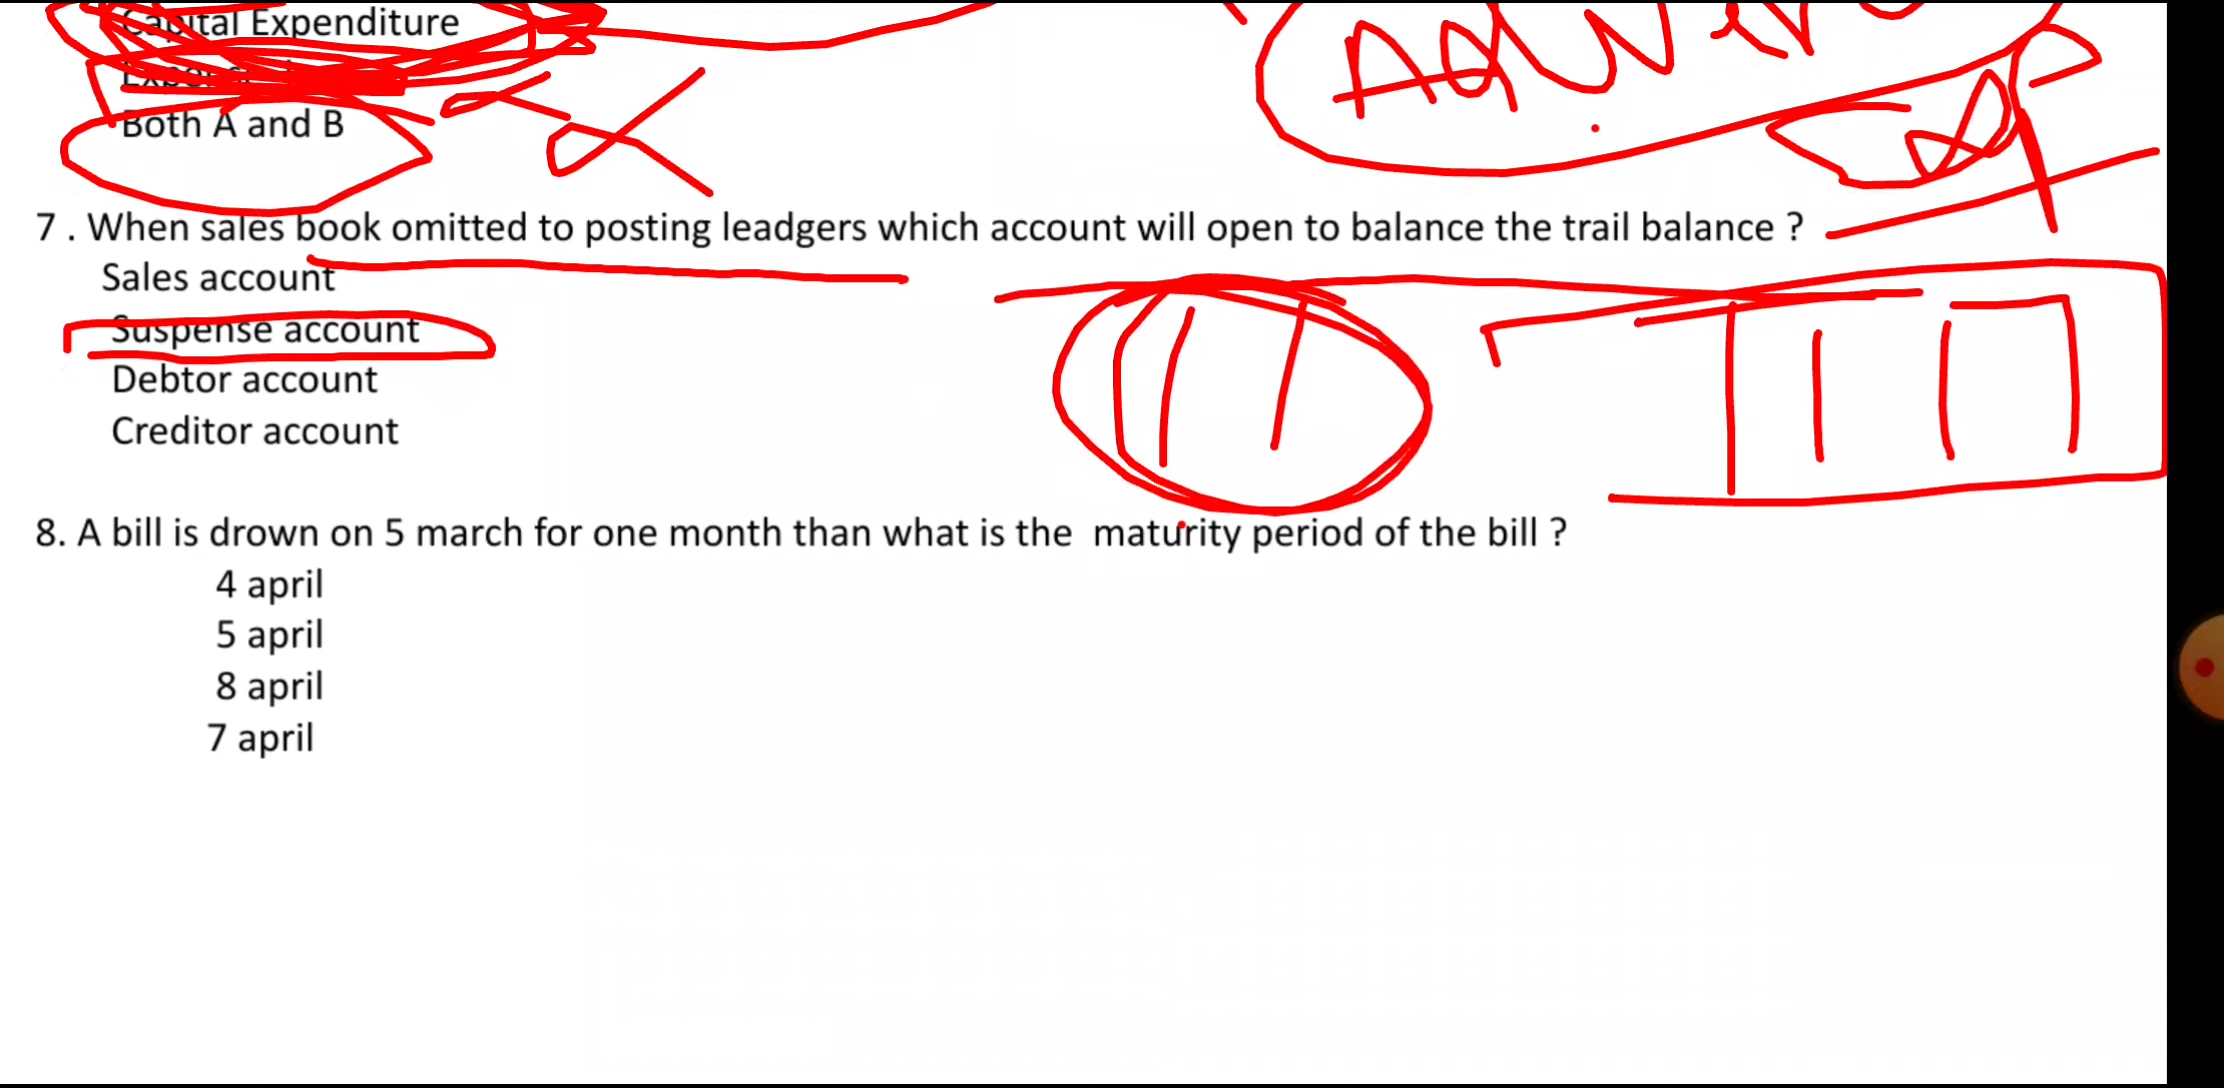 Capital Expenditure
Both A and B
7 . When sales book omitted to posting leadgers which account will open to balance the trail balance ?
Sales account
Suspense account
Debtor account
Creditor account
8. A bill is drown on 5 march for one month than what is the maturity period of the bill ?
4 april
5 april
8 april
7 april